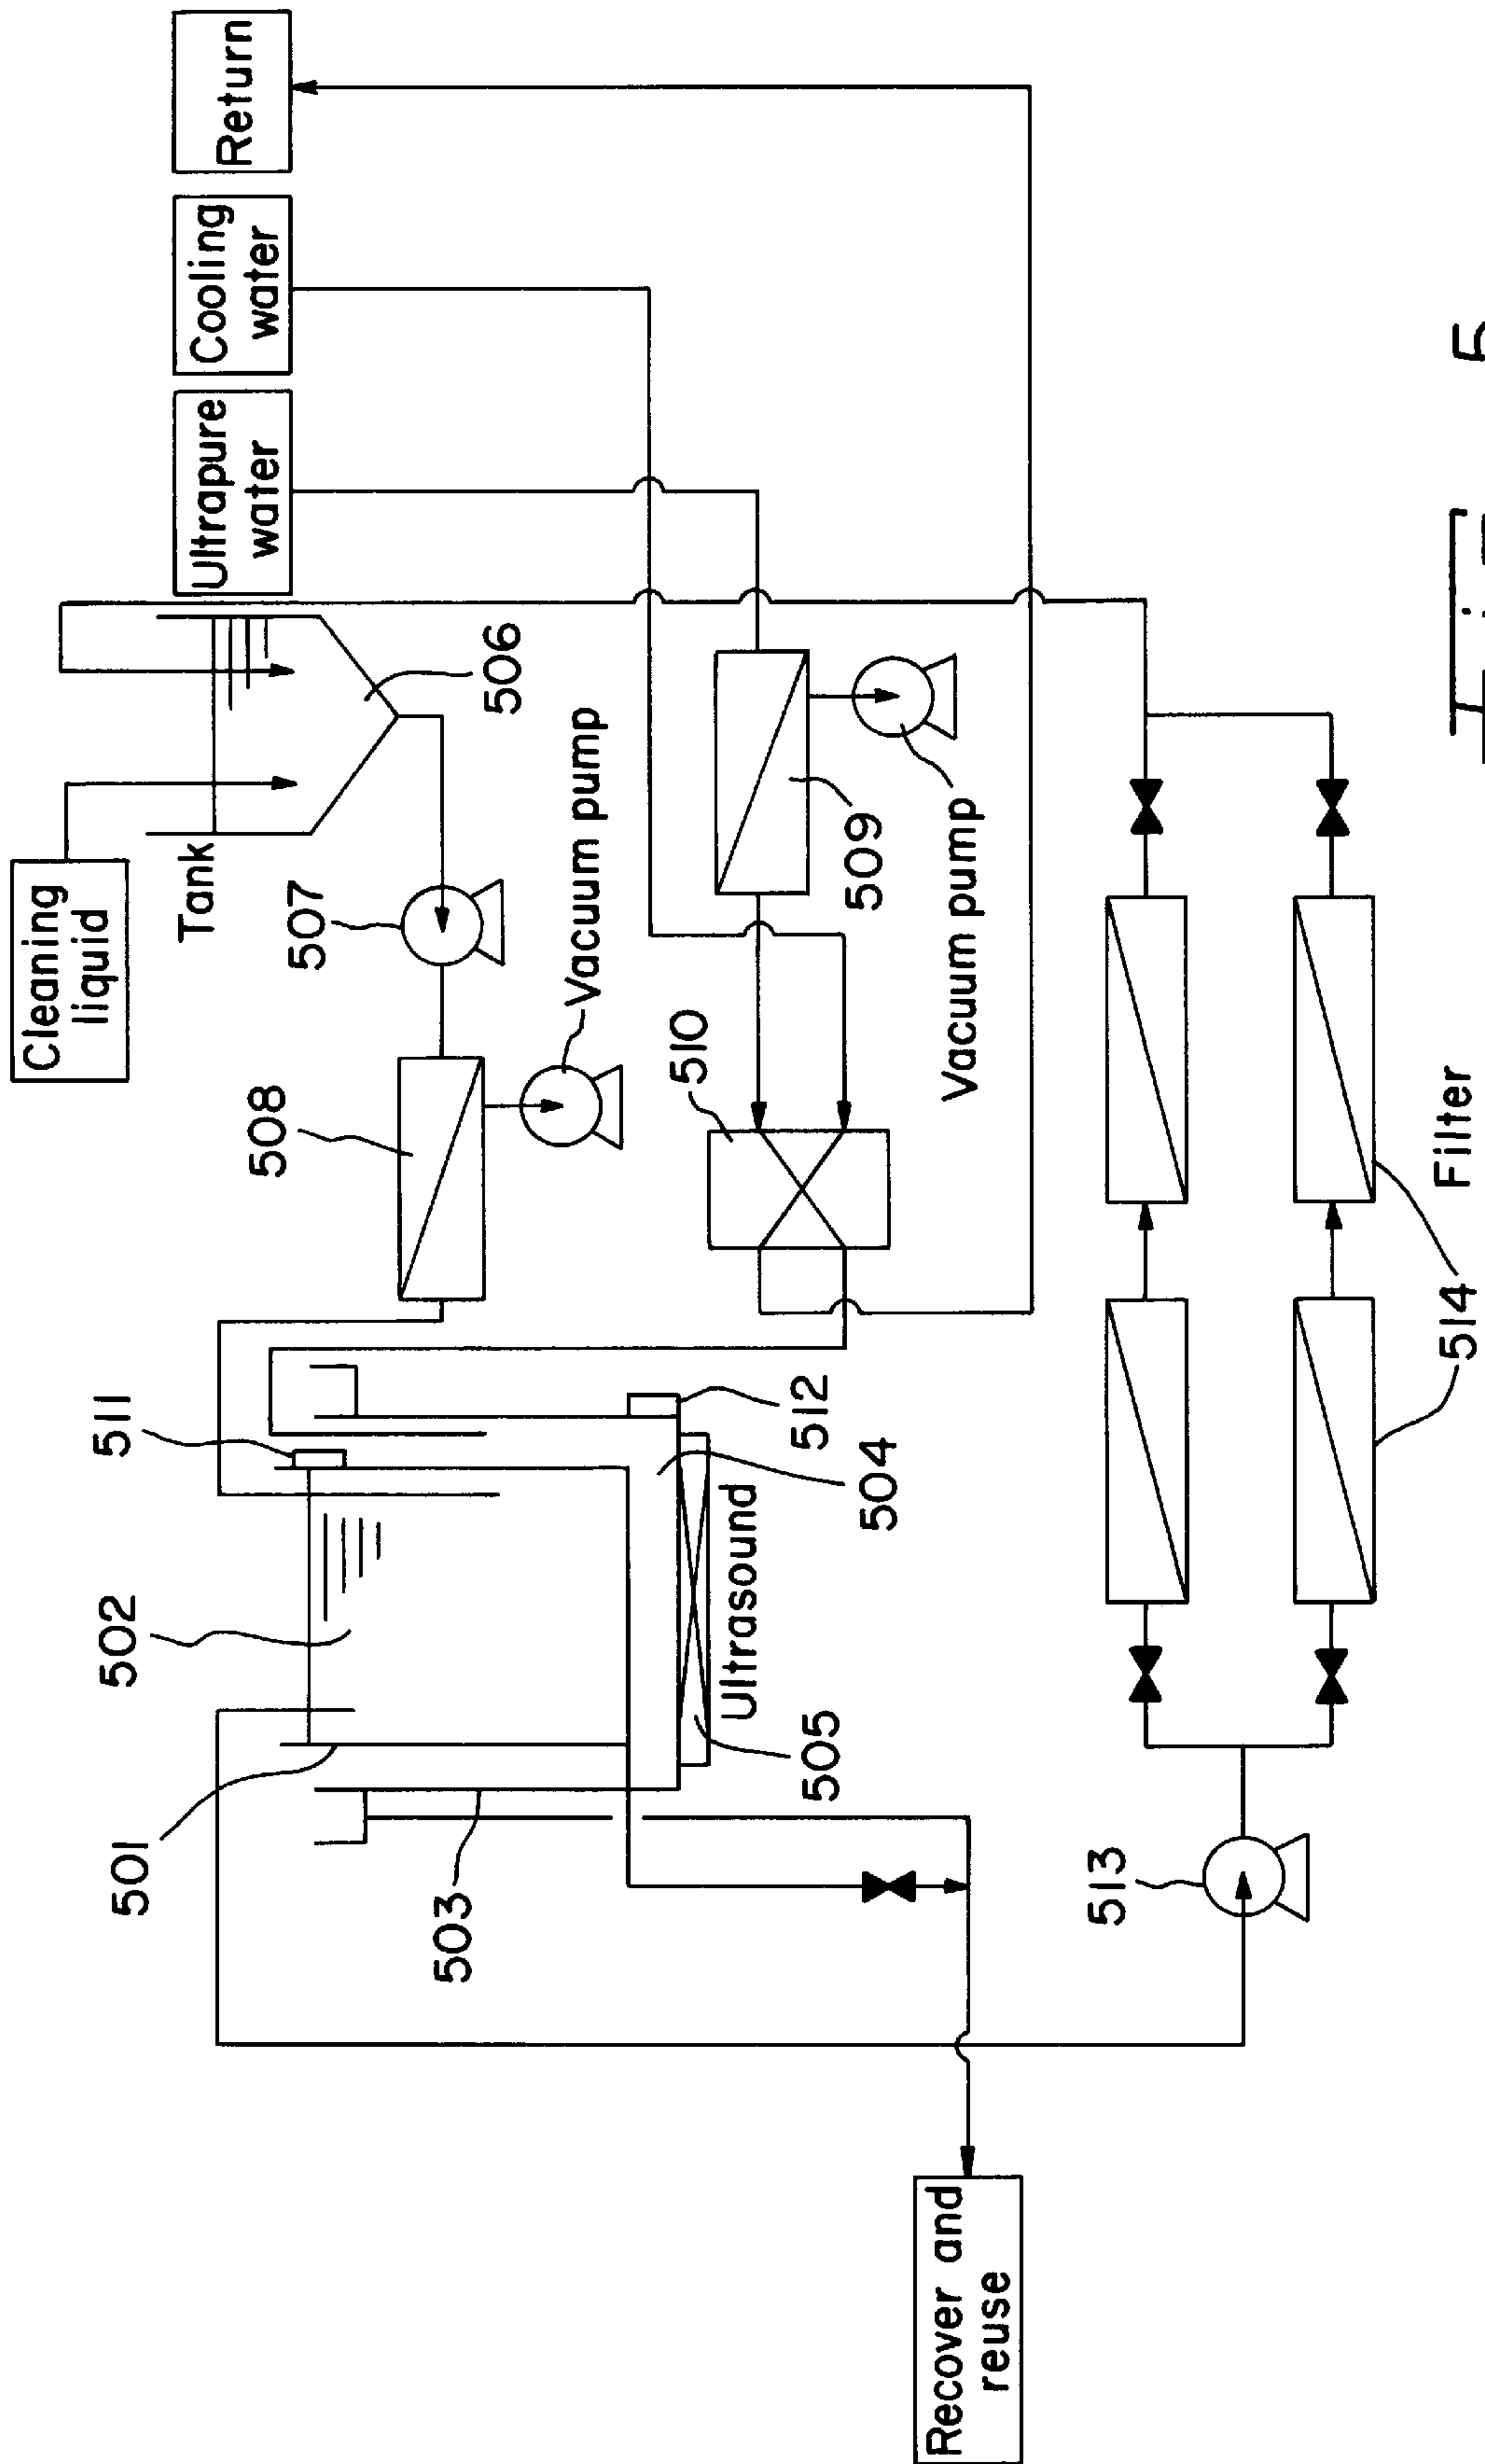 Cleaning
liquid
Tank
Ultrapure
water
Cooling
water
Return
506
507
Vacuum pump
508
509
Vacuum pump
510
511
502
501
503
512
504
Ultrasound
505
513
Filter
514
Recover and
reuse
5